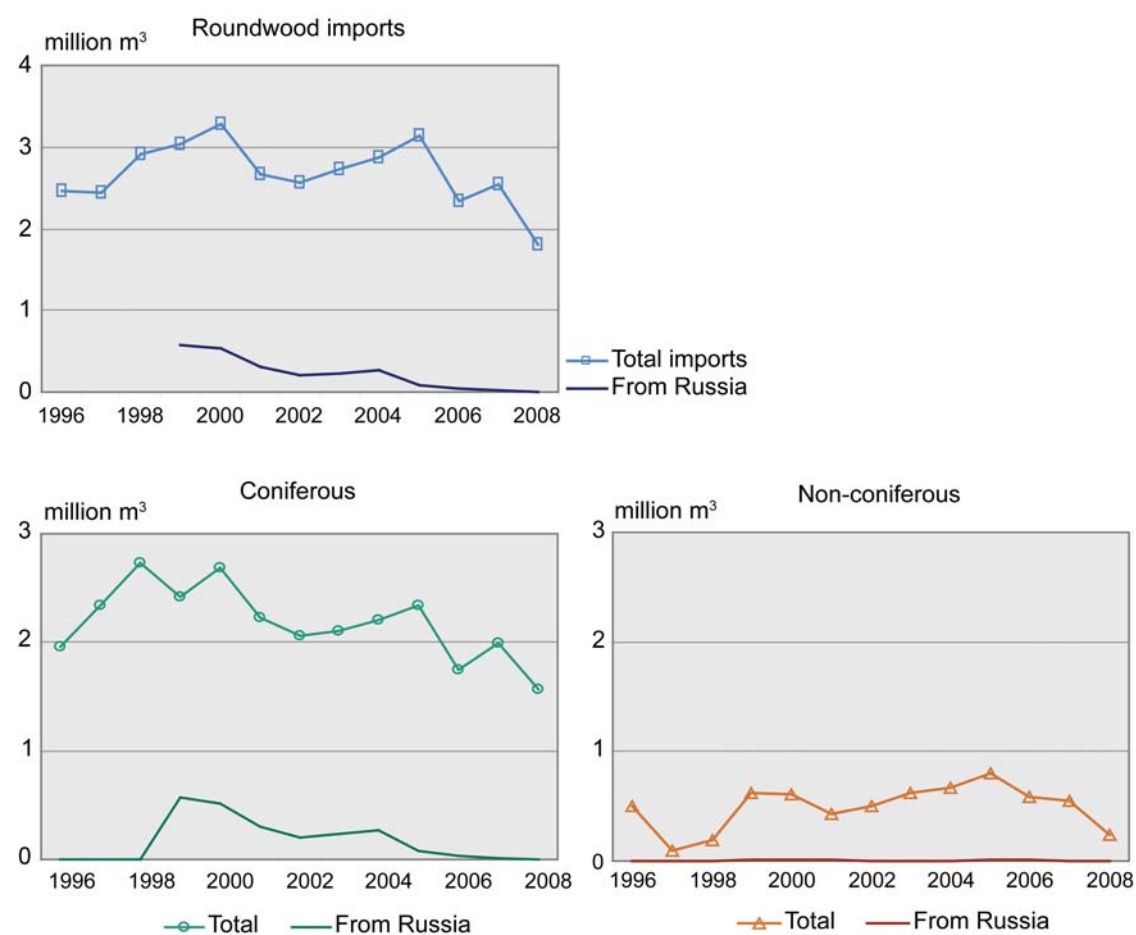 Roundwood imports
million m³
4
3
2
1
0
1996 1998 2000 2002 2004 2006 2008
Total imports
From Russia
Coniferous
million m³
3
2
1
0
1996 1998 2000 2002 2004 2006 2008
Total From Russia
Non-coniferous
million m³
3
2
1
0
1996 1998 2000 2002 2004 2006 2008
Total From Russia